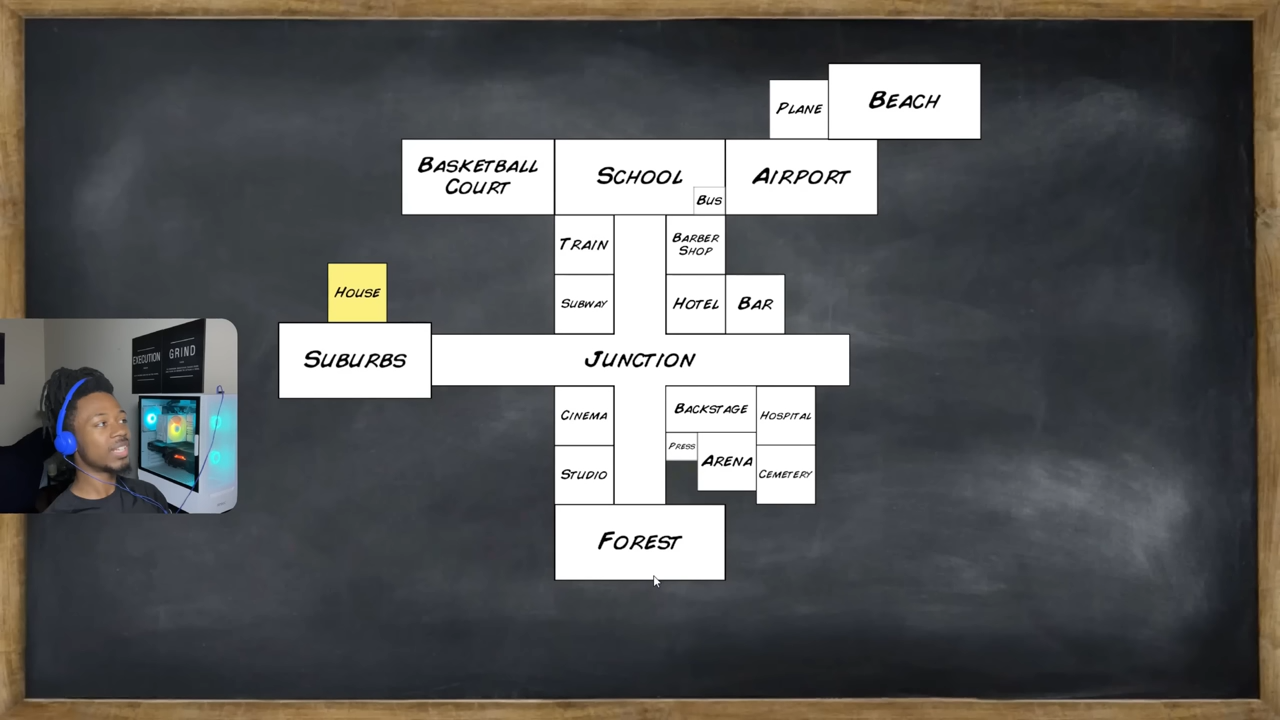 BEACH
PLANE
BASKETBALL
COURT
SCHOOL
AIRPORT
BUS
TRAIN
BARBER
SHOP
HOUSE
SUBWAY
HOTEL
BAR
SUBURBS
JUNCTION
EXECUTION
GRIND
CINEMA
BACKSTAGE
HOSPITAL
PRESS
ARENA
STUDIO
CEMETERY
FOREST